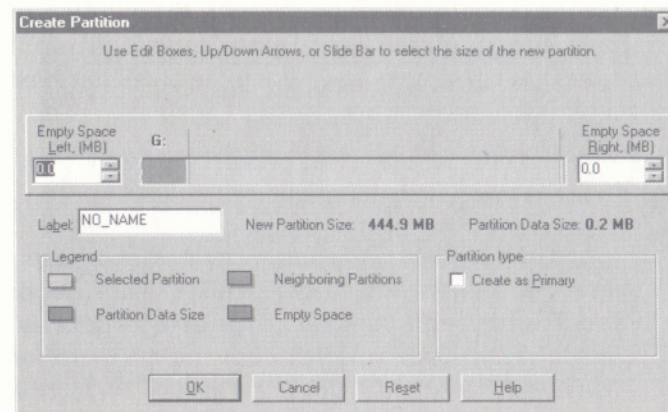 Create Partition
Use Edit Boxes, Up/Down Arrows, or Slide Bar to select the size of the new partition.
Empty Space
Left, (MB)
G:
Empty Space
Right, (MB)
0.0
0.0
Label: NO_NAME
New Partition Size: 444.9 MB
Partition Data Size: 0.2 MB
Legend
Selected Partition
Neighboring Partitions
Partition Data Size
Empty Space
Partition type
Create as Primary
OK
Cancel
Reset
Help